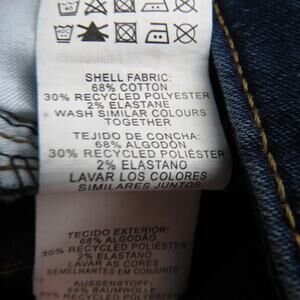 SHELL FABRIC:
68% COTTON
30% RECYCLED POLYESTER
2% ELASTANE
WASH SIMILAR COLOURS
TOGETHER
TEJIDO DE CONCHA:
68% ALGODÓN
30% RECYCLED POLIÉSTER
2% ELASTANO
LAVAR LOS COLORES
SIMILARES JUNTOS
TECIDO EXTERIOR:
68% ALGODÃO
30% RECYCLED POLIÉSTER
2% ELASTANO
LAVAR AS CORES
SEMELHANTES EM CONJUNTO
AUSSENSTOFF:
68% BAUMWOLLE